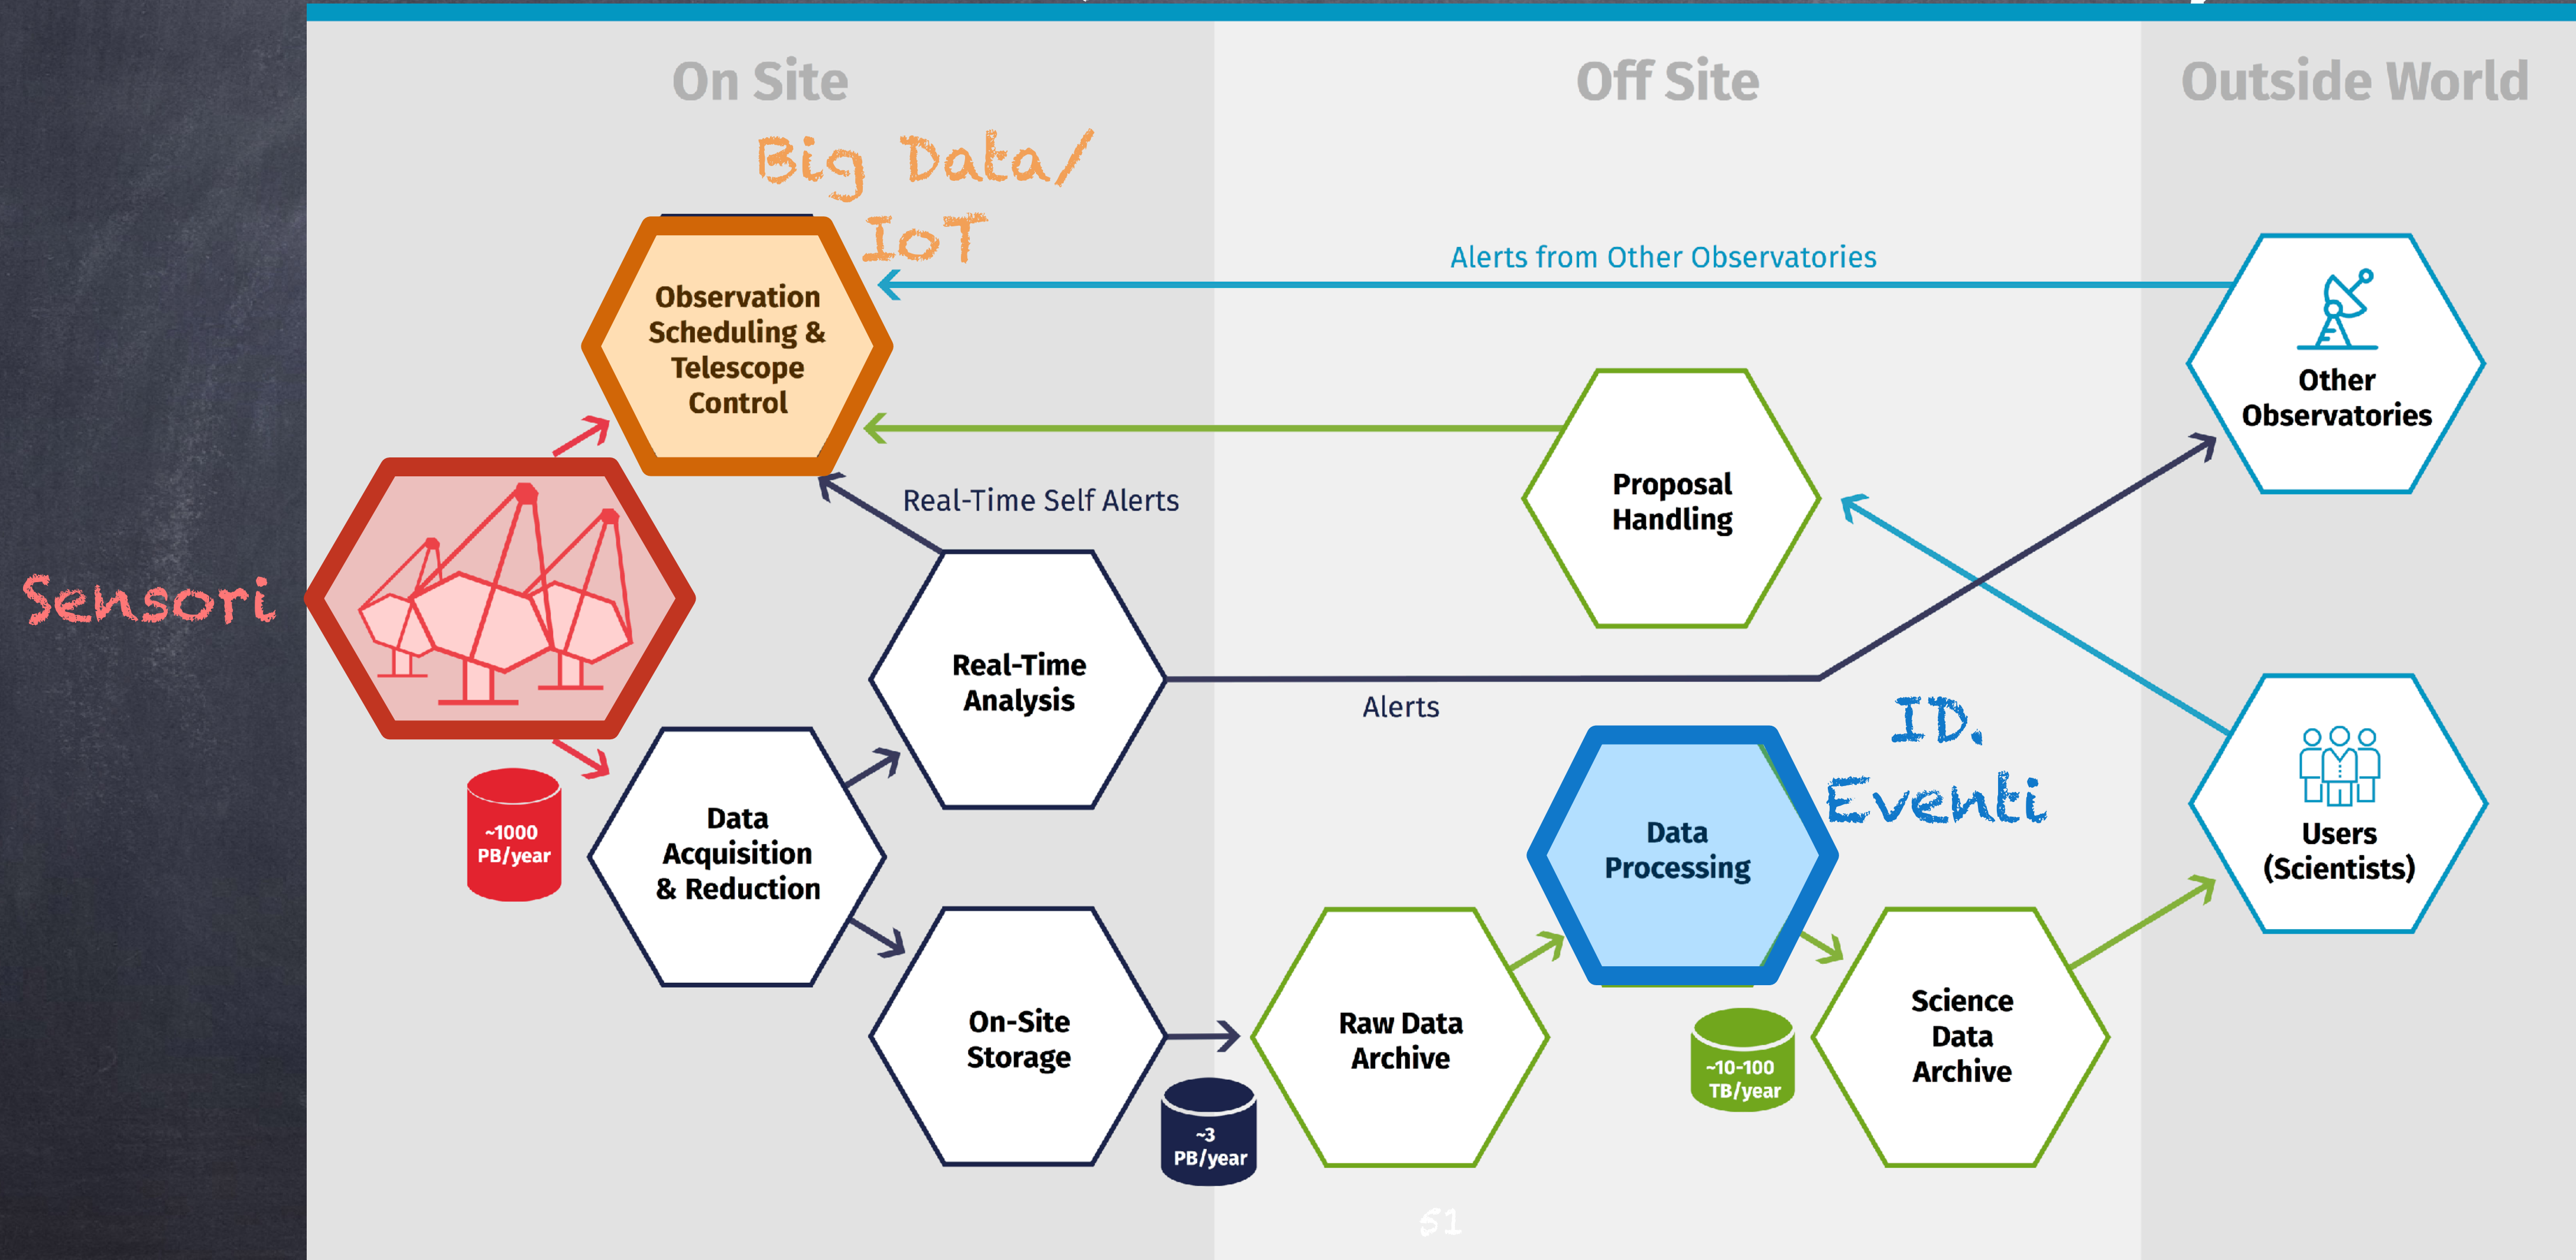 On Site
Off Site
Outside World
Big Data/
IoT
Alerts from Other Observatories
Observation
Scheduling &
Telescope
Control
Other
Observatories
Proposal
Handling
Real-Time Self Alerts
Sensori
Real-Time
Analysis
Alerts
ID.
Eventi
Data
Acquisition
& Reduction
~1000
PB/year
Data
Processing
Users
(Scientists)
On-Site
Storage
Raw Data
Archive
Science
Data
Archive
~10-100
TB/year
~3
PB/year
51